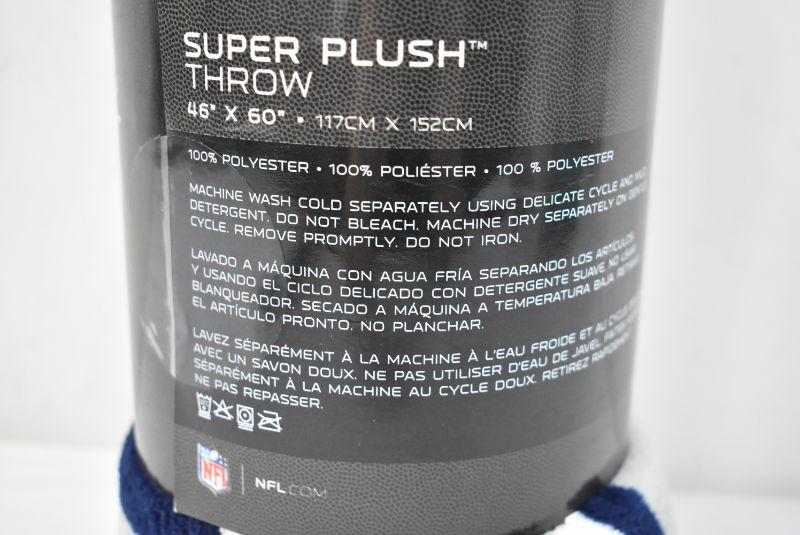 SUPER PLUSH™
THROW
46" X 60" • 117CM X 152CM
100% POLYESTER • 100% POLIÉSTER • 100 % POLYESTER
MACHINE WASH COLD SEPARATELY USING DELICATE CYCLE AND MILD
DETERGENT. DO NOT BLEACH. MACHINE DRY SEPARATELY ON GENTLE
CYCLE. REMOVE PROMPTLY. DO NOT IRON.
LAVADO A MÁQUINA CON AGUA FRÍA SEPARANDO LOS ARTÍCULOS
Y USANDO EL CICLO DELICADO CON DETERGENTE SUAVE. NO USAR
BLANQUEADOR. SECADO A MÁQUINA A TEMPERATURA BAJA. RETIRAR
EL ARTÍCULO PRONTO. NO PLANCHAR.
LAVEZ SÉPARÉMENT À LA MACHINE À L'EAU FROIDE ET AU CYCLE
AVEC UN SAVON DOUX. NE PAS UTILISER D'EAU DE JAVEL. FAITES
SÉPARÉMENT À LA MACHINE AU CYCLE DOUX. RETIREZ RAPIDEMENT.
NE PAS REPASSER.
NFL
NFL.COM